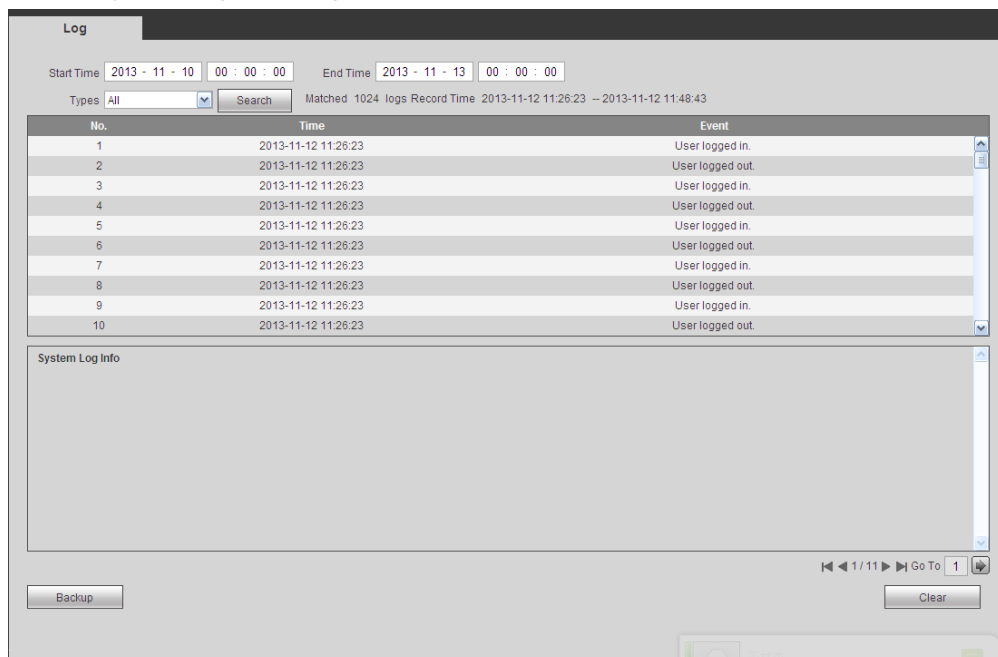 Log
Start Time 2013 - 11 - 10 00 : 00 : 00 End Time 2013 - 11 - 13 00 : 00 : 00
Types All Search Matched 1024 logs Record Time 2013-11-12 11:26:23 -- 2013-11-12 11:48:43
No. Time Event
1 2013-11-12 11:26:23 User logged in.
2 2013-11-12 11:26:23 User logged out.
3 2013-11-12 11:26:23 User logged in.
4 2013-11-12 11:26:23 User logged out.
5 2013-11-12 11:26:23 User logged in.
6 2013-11-12 11:26:23 User logged out.
7 2013-11-12 11:26:23 User logged in.
8 2013-11-12 11:26:23 User logged out.
9 2013-11-12 11:26:23 User logged in.
10 2013-11-12 11:26:23 User logged out.
System Log Info
1 / 11 Go To 1
Backup Clear